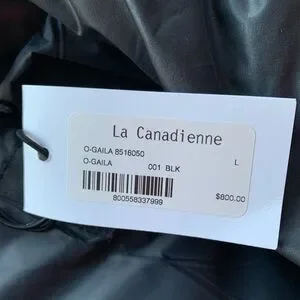 La Canadienne
O-GAILA 8516050 L
O-GAILA 001 BLK
$800.00
800558337999